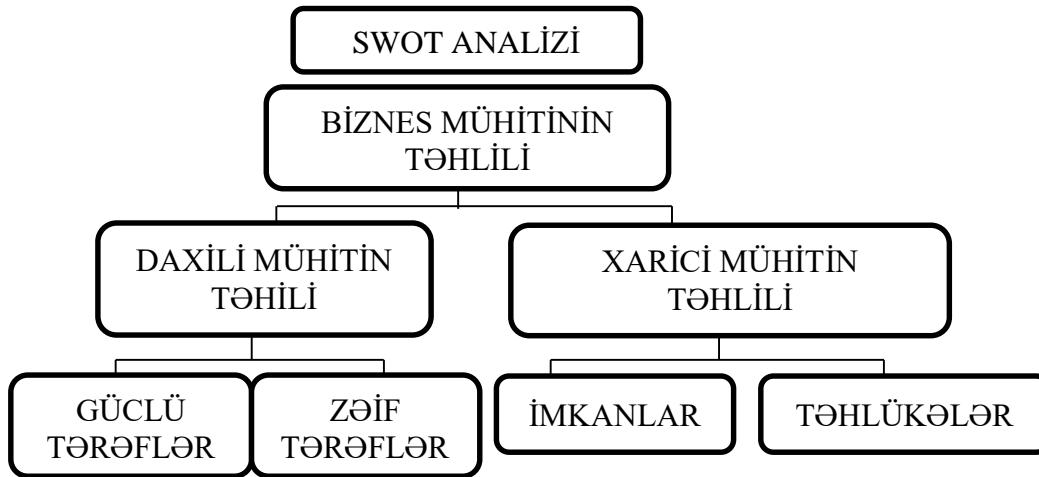 SWOT ANALİZİ
BİZNES MÜHİTİNİN
TƏHLİLİ
DAXİLİ MÜHİTİN
TƏHİLİ
XARİCİ MÜHİTİN
TƏHLİLİ
GÜCLÜ
TƏRƏFLƏR
ZƏİF
TƏRƏFLƏR
İMKANLAR
TƏHLÜKƏLƏR